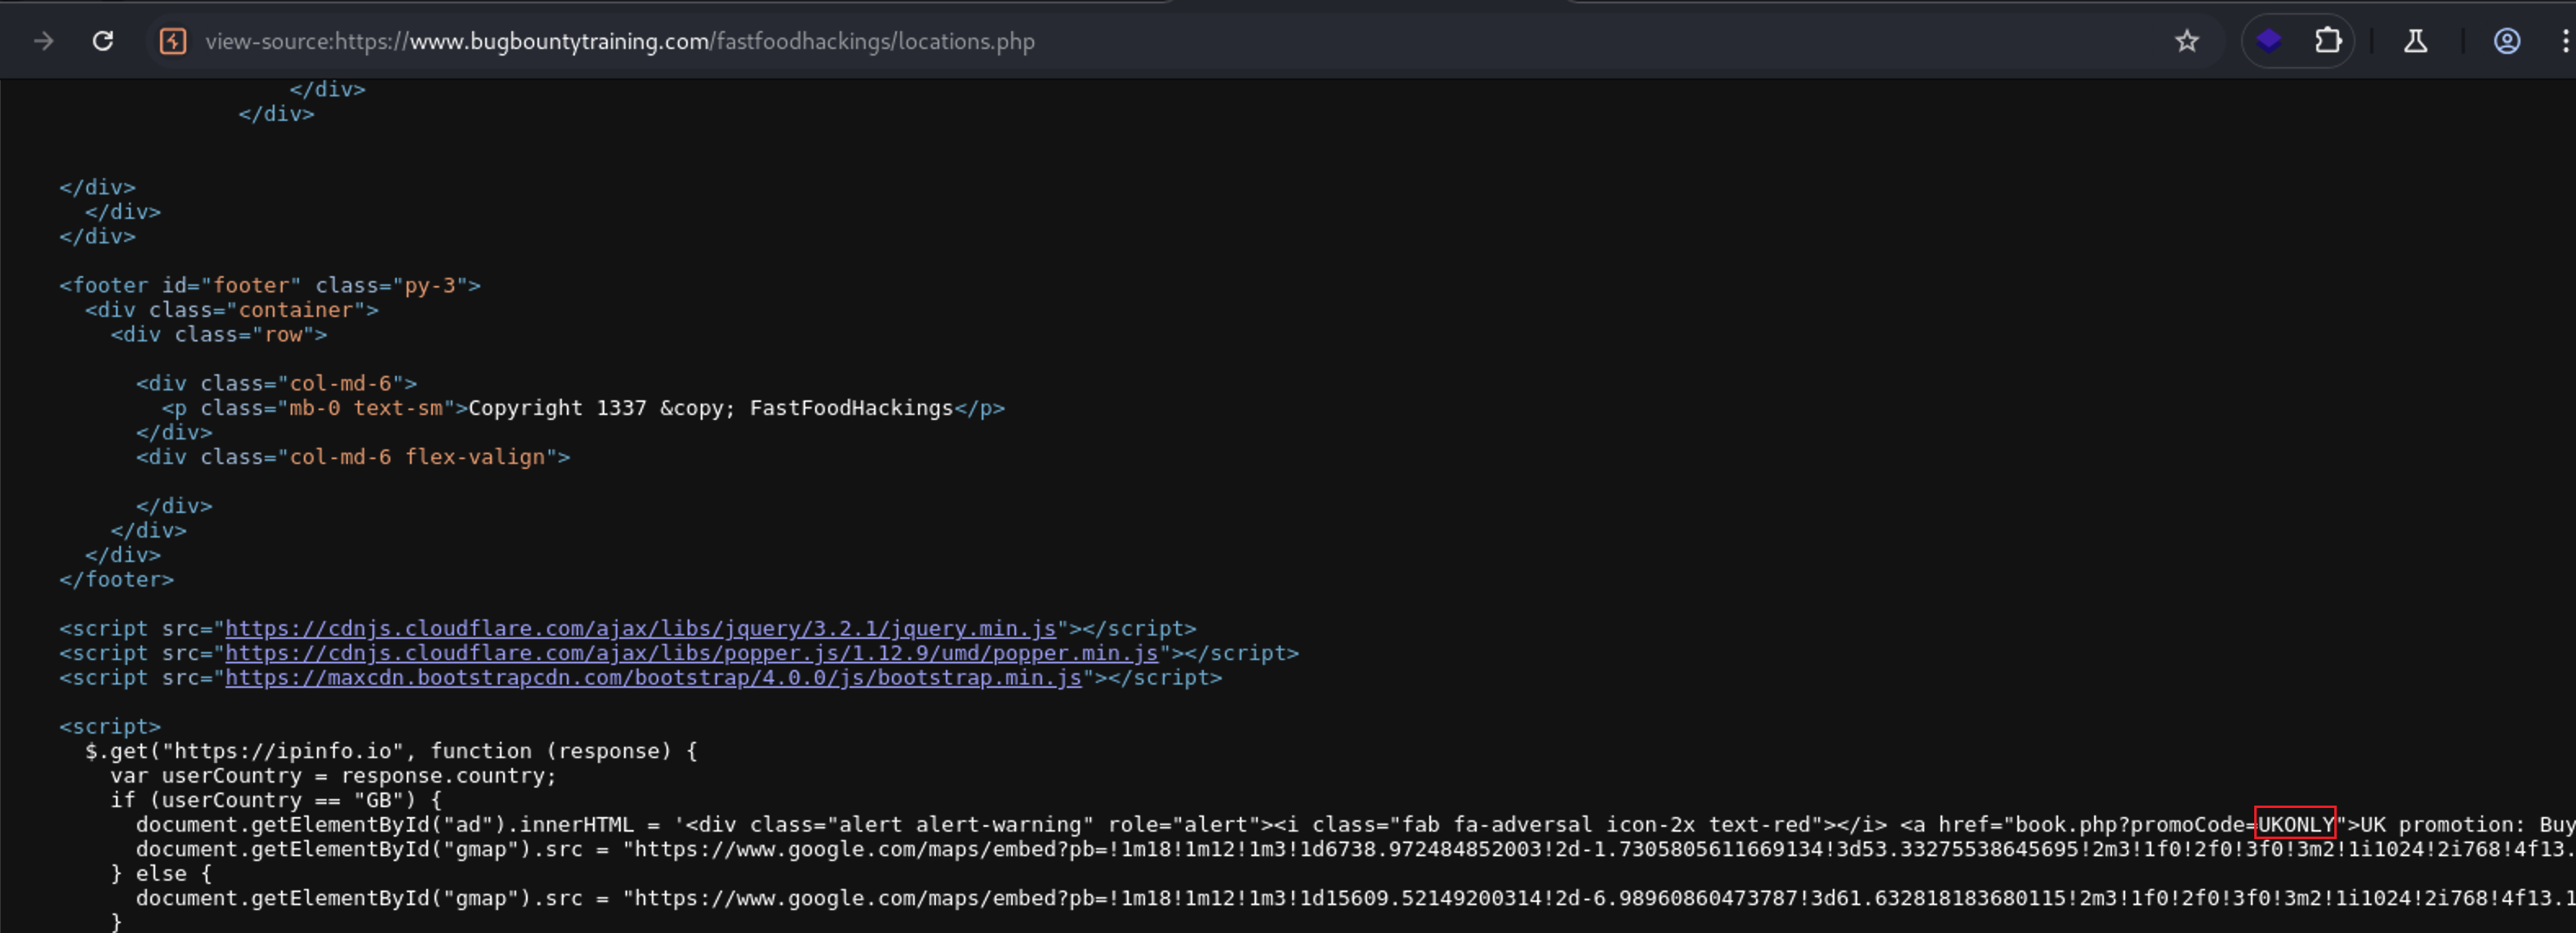 view-source:https://www.bugbountytraining.com/fastfoodhackings/locations.php
</div>
</div>
</div>
</div>
</div>
<footer id="footer" class="py-3">
<div class="container">
<div class="row">
<div class="col-md-6">
<p class="mb-0 text-sm">Copyright 1337 &copy; FastFoodHackings</p>
</div>
<div class="col-md-6 flex-valign">
</div>
</div>
</div>
</footer>
<script src="https://cdnjs.cloudflare.com/ajax/libs/jquery/3.2.1/jquery.min.js"></script>
<script src="https://cdnjs.cloudflare.com/ajax/libs/popper.js/1.12.9/umd/popper.min.js"></script>
<script src="https://maxcdn.bootstrapcdn.com/bootstrap/4.0.0/js/bootstrap.min.js"></script>
<script>
$.get("https://ipinfo.io", function (response) {
var userCountry = response.country;
if (userCountry == "GB") {
document.getElementById("ad").innerHTML = '<div class="alert alert-warning" role="alert"><i class="fab fa-adversal icon-2x text-red"></i> <a href="book.php?promoCode=UKONLY">UK promotion: Buy
document.getElementById("gmap").src = "https://www.google.com/maps/embed?pb=!1m18!1m12!1m3!1d6738.972484852003!2d-1.7305805611669134!3d53.33275538645695!2m3!1f0!2f0!3f0!3m2!1i1024!2i768!4f13.
} else {
document.getElementById("gmap").src = "https://www.google.com/maps/embed?pb=!1m18!1m12!1m3!1d15609.52149200314!2d-6.98960860473787!3d61.632818183680115!2m3!1f0!2f0!3f0!3m2!1i1024!2i768!4f13.1
}